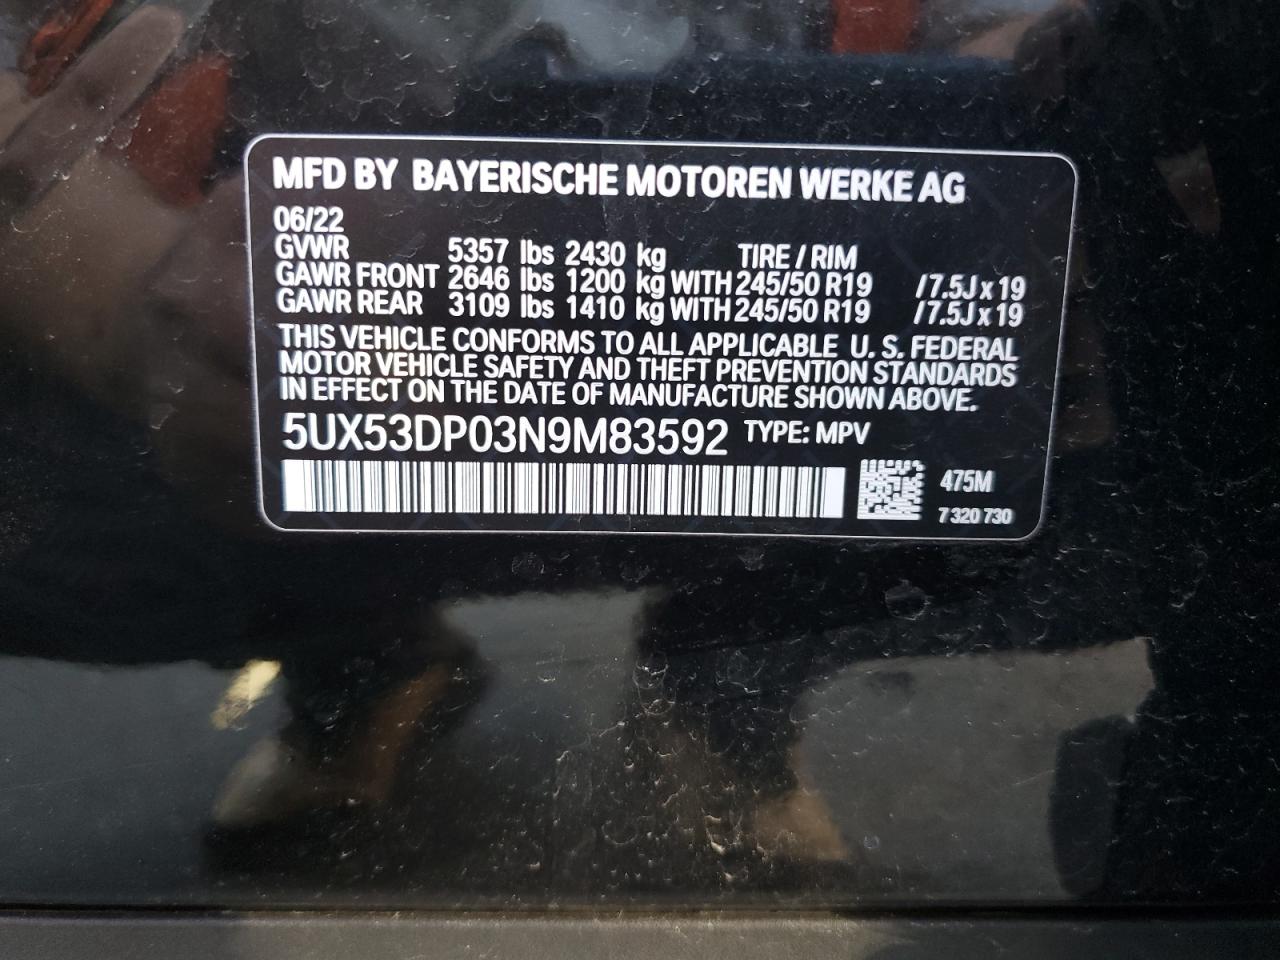 MFD BY BAYERISCHE MOTOREN WERKE AG
06/22
GVWR 5357 lbs 2430 kg TIRE / RIM
GAWR FRONT 2646 lbs 1200 kg WITH 245/50 R19 /7.5J x 19
GAWR REAR 3109 lbs 1410 kg WITH 245/50 R19 /7.5J x 19
THIS VEHICLE CONFORMS TO ALL APPLICABLE U. S. FEDERAL
MOTOR VEHICLE SAFETY AND THEFT PREVENTION STANDARDS
IN EFFECT ON THE DATE OF MANUFACTURE SHOWN ABOVE.
5UX53DP03N9M83592 TYPE: MPV
475M
7 320 730